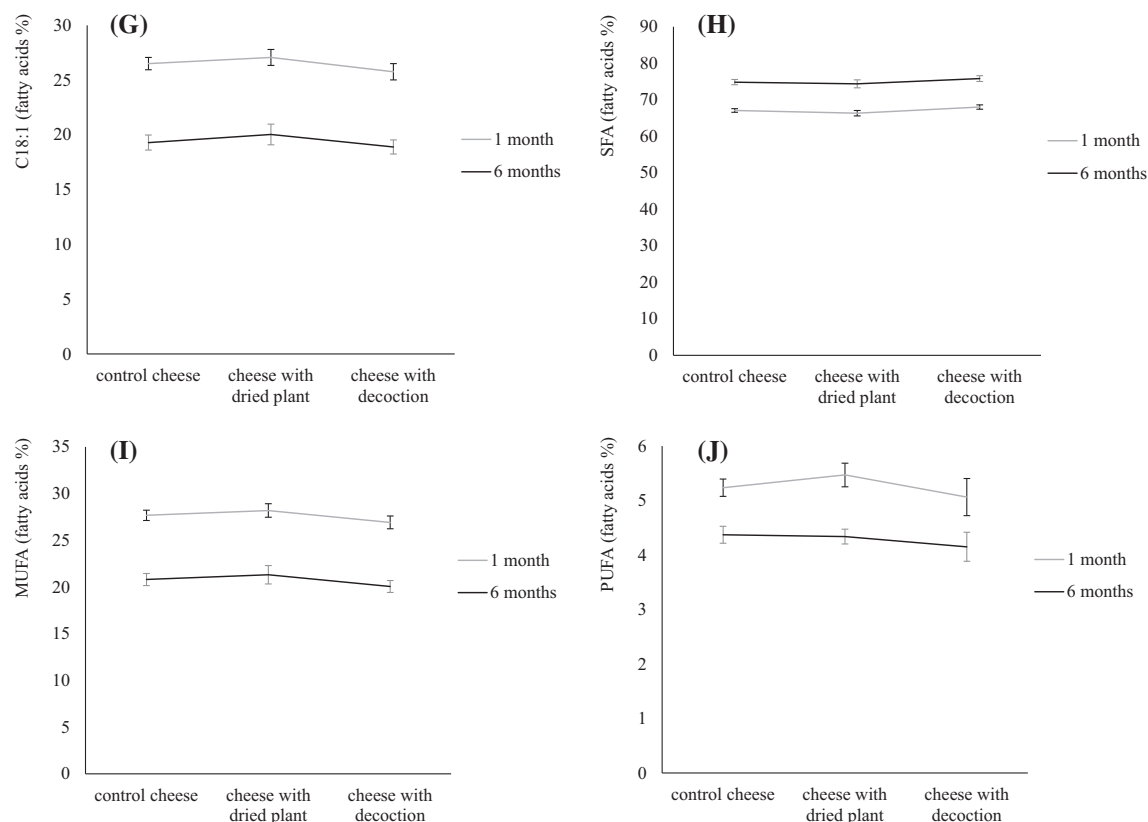 (G)
C18:1 (fatty acids %)
30
25
20
15
10
5
0
control cheese
cheese with
dried plant
cheese with
decoction
1 month
6 months
(H)
SFA (fatty acids %)
90
80
70
60
50
40
30
20
10
0
control cheese
cheese with
dried plant
cheese with
decoction
1 month
6 months
(I)
MUFA (fatty acids %)
35
30
25
20
15
10
5
0
control cheese
cheese with
dried plant
cheese with
decoction
1 month
6 months
(J)
PUFA (fatty acids %)
6
5
4
3
2
1
0
control cheese
cheese with
dried plant
cheese with
decoction
1 month
6 months